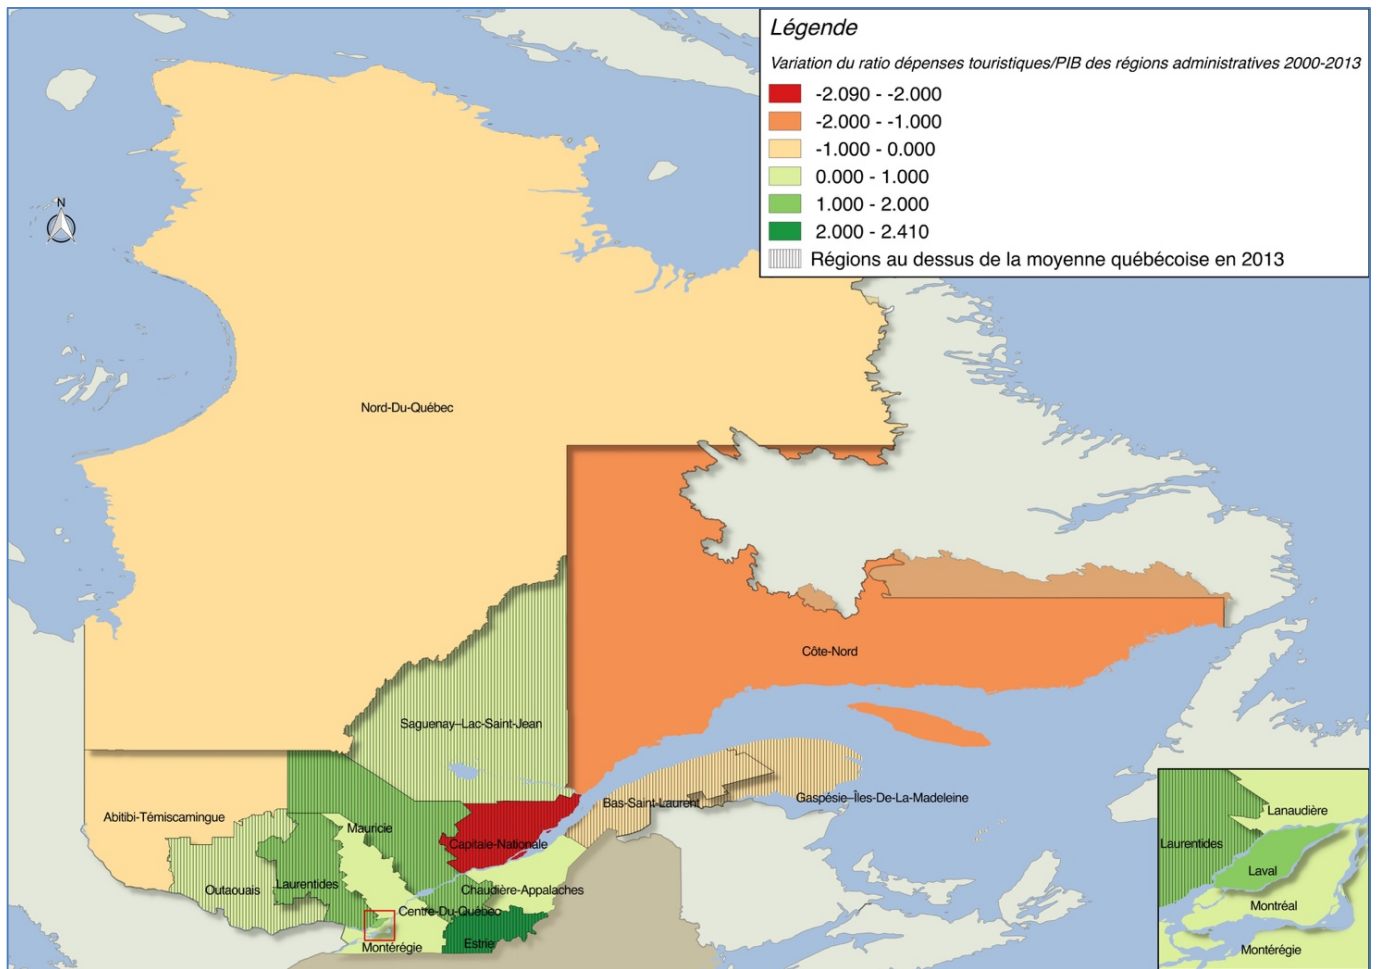 Légende
Variation du ratio dépenses touristiques/PIB des régions administratives 2000-2013
-2.090 - -2.000
-2.000 - -1.000
-1.000 - 0.000
0.000 - 1.000
1.000 - 2.000
2.000 - 2.410
Régions au dessus de la moyenne québécoise en 2013
N
Nord-Du-Québec
Côte-Nord
Saguenay–Lac-Saint-Jean
Bas-Saint-Laurent
Gaspésie–Îles-De-La-Madeleine
Abitibi-Témiscamingue
Mauricie
Capitale-Nationale
Outaouais
Laurentides
Chaudière-Appalaches
Centre-Du-Québec
Montérégie
Estrie
Lanaudière
Laurentides
Laval
Montréal
Montérégie